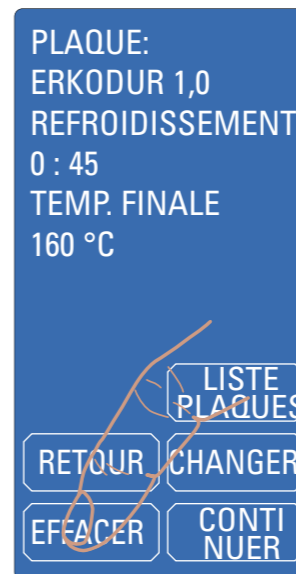 PLAQUE:
ERKODUR 1,0
REFROIDISSEMENT
0 : 45
TEMP. FINALE
160 °C
LISTE
PLAQUES
RETOUR
CHANGER
EFFACER
CONTI
NUER